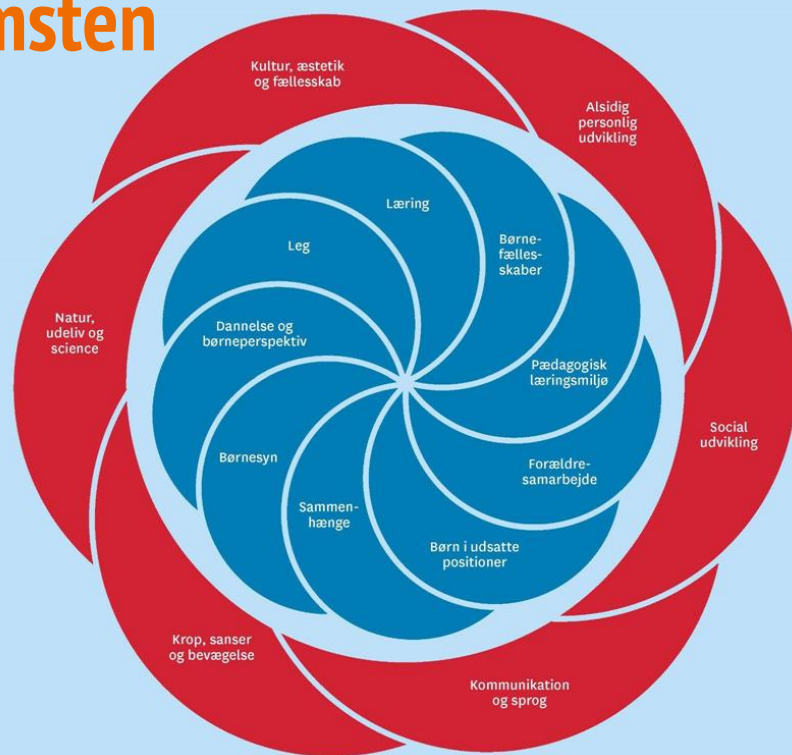 msten
Kultur, æstetik
og fællesskab
Alsidig
personlig
udvikling
Læring
Børne-
fælles-
skaber
Leg
Natur,
udeliv og
science
Dannelse og
børneperspektiv
Pædagogisk
læringsmiljø
Social
udvikling
Børnesyn
Forældre-
samarbejde
Sammen-
hænge
Børn i udsatte
positioner
Krop, sanser
og bevægelse
Kommunikation
og sprog